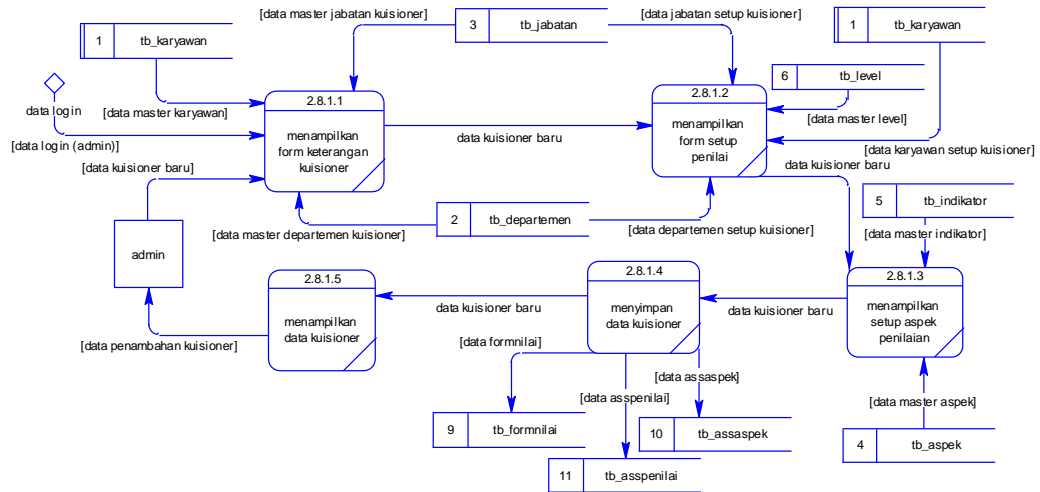 [data master jabatan kuisioner]
3 tb_jabatan
[data jabatan setup kuisioner]
1 tb_karyawan
1 tb_karyawan
6 tb_level
data login
[data master karyawan]
[data login (admin)]
2.8.1.1
menampilkan
form keterangan
kuisioner
data kuisioner baru
2.8.1.2
menampilkan
form setup
penilai
[data master level]
[data karyawan setup kuisioner]
[data kuisioner baru]
data kuisioner baru
5 tb_indikator
[data master indikator]
2 tb_departemen
[data master departemen kuisioner]
[data departemen setup kuisioner]
admin
2.8.1.5
menampilkan
data kuisioner
data kuisioner baru
2.8.1.4
menyimpan
data kuisioner
data kuisioner baru
2.8.1.3
menampilkan
setup aspek
penilaian
[data penambahan kuisioner]
[data formnilai]
[data assaspek]
[data asspenilai]
[data master aspek]
9 tb_formnilai
10 tb_assaspek
4 tb_aspek
11 tb_asspenilai